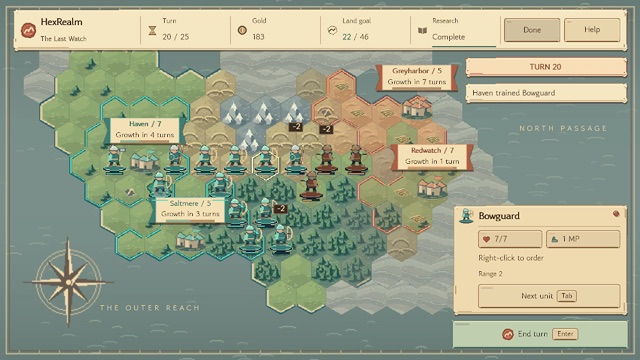 HexRealm
The Last Watch
Turn
20 / 25
Gold
183
Land goal
22 / 46
Research
Complete
Done
Help
TURN 20
Haven trained Bowguard
Greyharbor / 5
Growth in 7 turns
Haven / 7
Growth in 4 turns
-2
-2
Redwatch / 7
Growth in 1 turn
Saltmere / 5
Growth in 3 turns
-2
NORTH PASSAGE
THE OUTER REACH
Bowguard
7/7
1 MP
Right-click to order
Range 2
Next unit Tab
End turn Enter